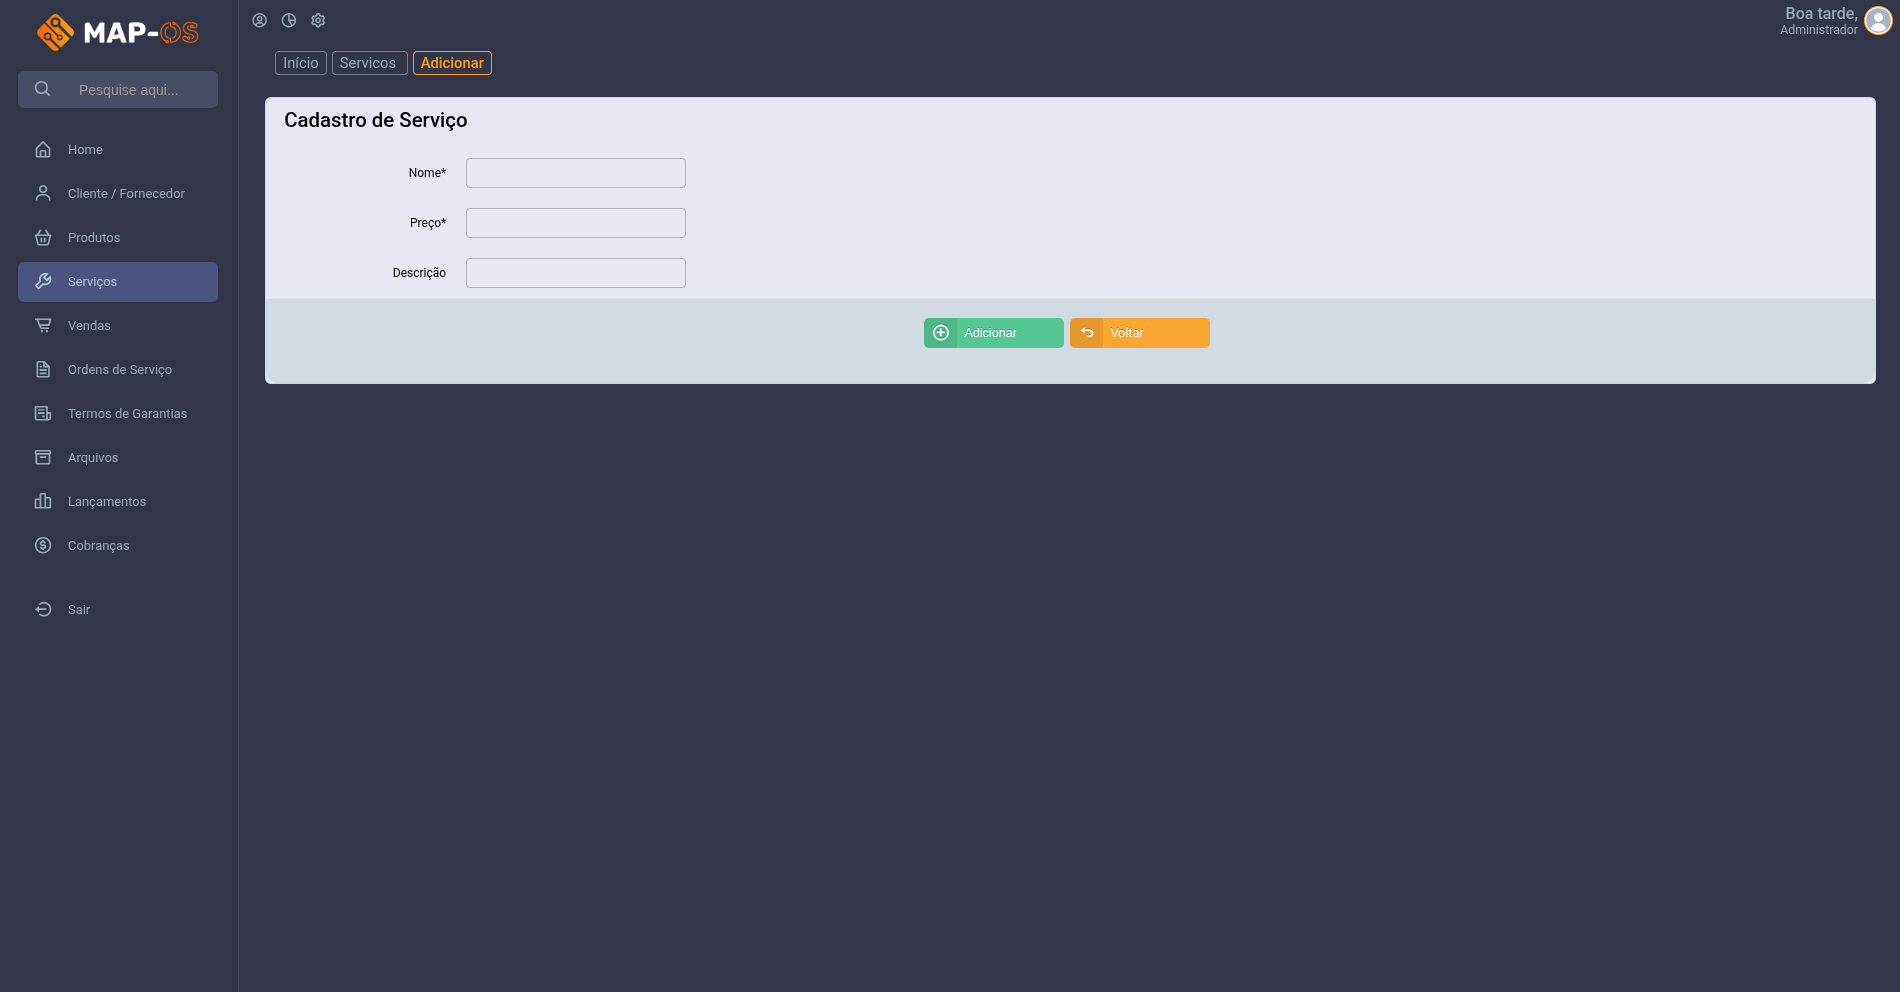 MAP-OS
Pesquise aqui...
Home
Cliente / Fornecedor
Produtos
Serviços
Vendas
Ordens de Serviço
Termos de Garantias
Arquivos
Lançamentos
Cobranças
Sair
Boa tarde,
Administrador
Início Servicos Adicionar
Cadastro de Serviço
Nome*
Preço*
Descrição
Adicionar Voltar